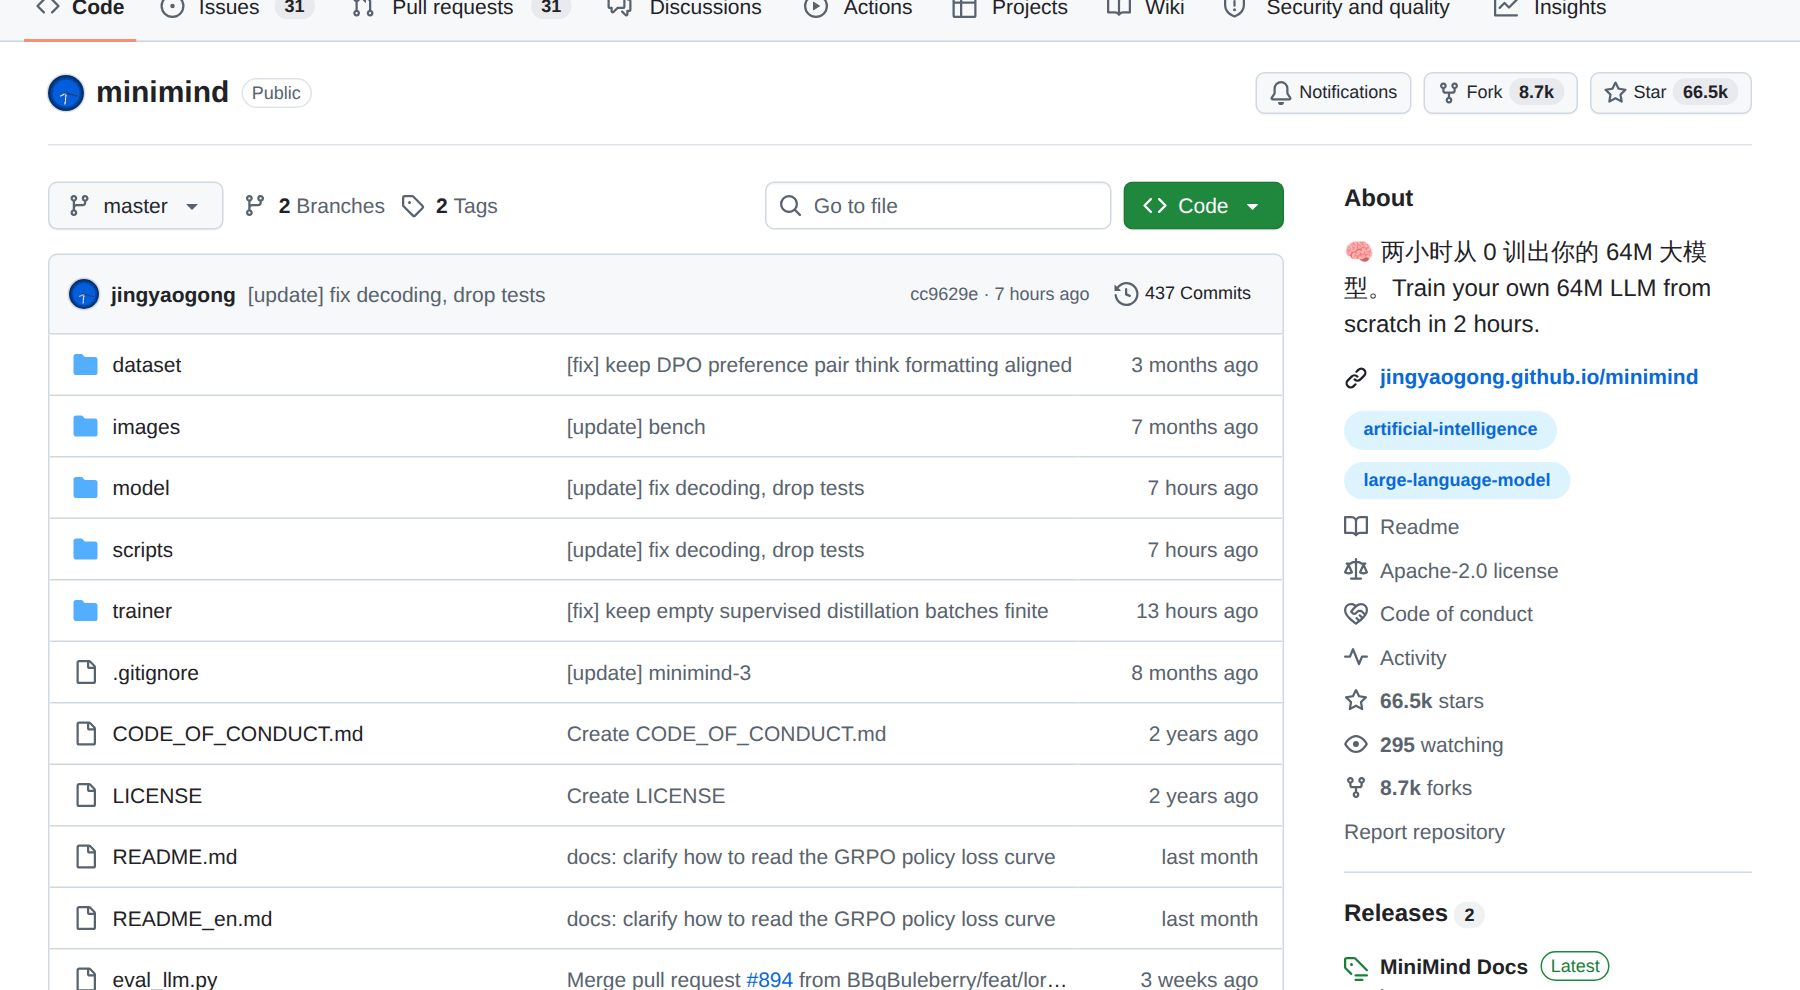 Code Issues 31 Pull requests 31 Discussions Actions Projects Wiki Security and quality Insights
minimind Public Notifications Fork 8.7k Star 66.5k
master 2 Branches 2 Tags Go to file Code
jingyaogong [update] fix decoding, drop tests cc9629e · 7 hours ago 437 Commits
dataset [fix] keep DPO preference pair think formatting aligned 3 months ago
images [update] bench 7 months ago
model [update] fix decoding, drop tests 7 hours ago
scripts [update] fix decoding, drop tests 7 hours ago
trainer [fix] keep empty supervised distillation batches finite 13 hours ago
.gitignore [update] minimind-3 8 months ago
CODE_OF_CONDUCT.md Create CODE_OF_CONDUCT.md 2 years ago
LICENSE Create LICENSE 2 years ago
README.md docs: clarify how to read the GRPO policy loss curve last month
README_en.md docs: clarify how to read the GRPO policy loss curve last month
eval_llm.py Merge pull request #894 from BBqBuleberry/feat/lor… 3 weeks ago
About
🧠 两小时从 0 训出你的 64M 大模
型。Train your own 64M LLM from
scratch in 2 hours.
jingyaogong.github.io/minimind
artificial-intelligence
large-language-model
Readme
Apache-2.0 license
Code of conduct
Activity
66.5k stars
295 watching
8.7k forks
Report repository
Releases 2
MiniMind Docs Latest